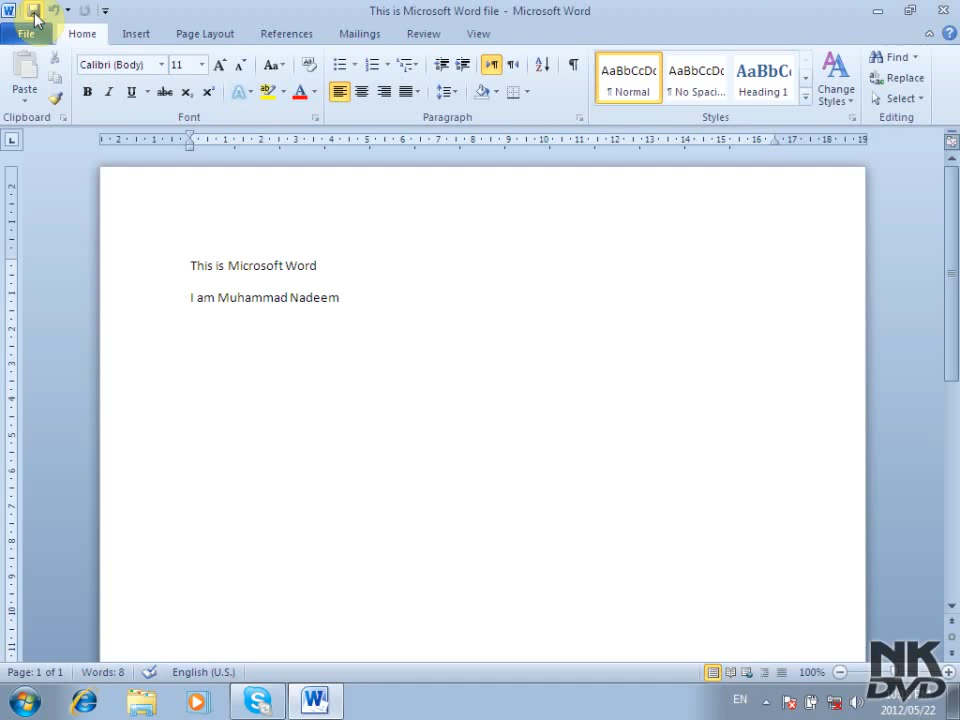 This is Microsoft Word file - Microsoft Word
File Home Insert Page Layout References Mailings Review View
Calibri (Body) 11
AaBbCcDc AaBbCcDc AaBbC
Paste
¶ Normal ¶ No Spaci... Heading 1
Change Styles
Find
Replace
Select
Clipboard Font Paragraph Styles Editing
This is Microsoft Word
I am Muhammad Nadeem
Page: 1 of 1 Words: 8 English (U.S.) 100%
NK
DVD
EN
2012/05/22